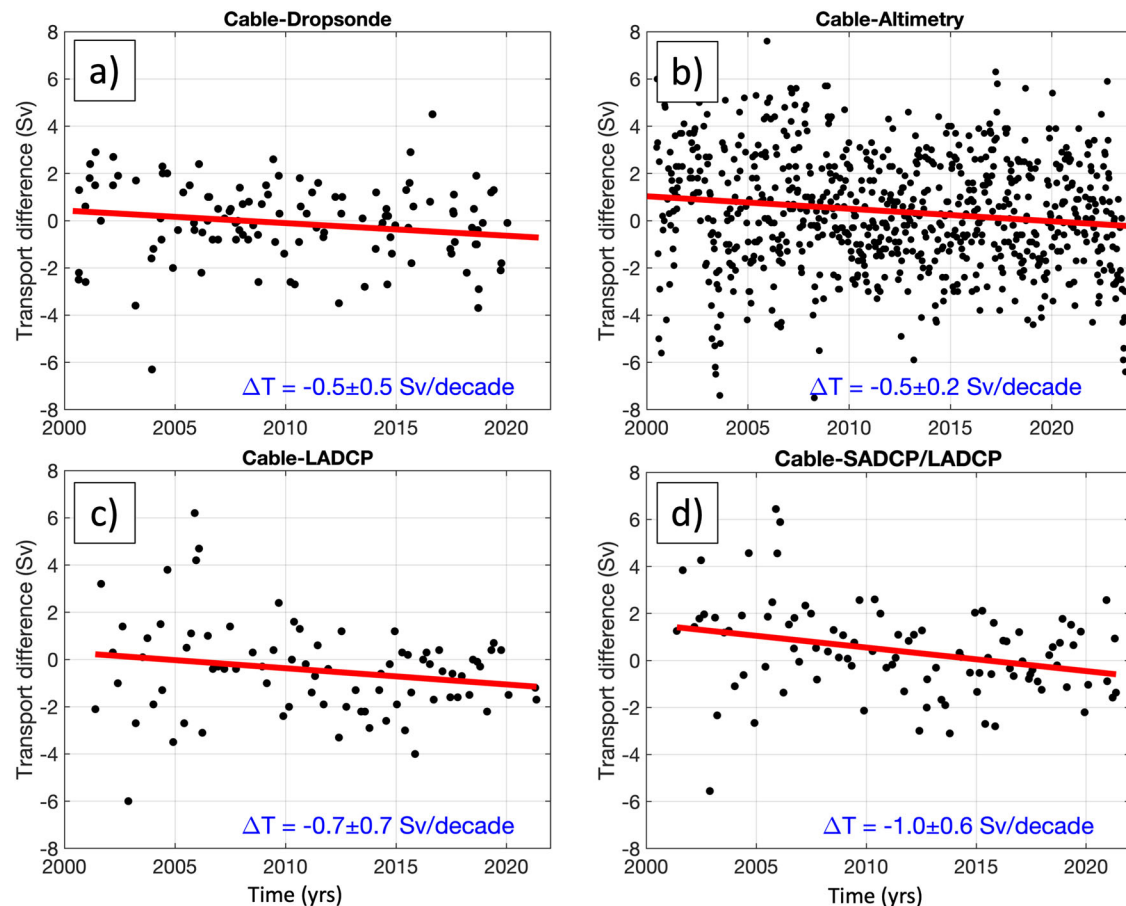 Cable-Dropsonde
a)
Transport difference (Sv)
8
6
4
2
0
-2
-4
-6
-8
ΔT = -0.5±0.5 Sv/decade
2000 2005 2010 2015 2020
Cable-Altimetry
b)
Transport difference (Sv)
8
6
4
2
0
-2
-4
-6
-8
ΔT = -0.5±0.2 Sv/decade
2000 2005 2010 2015 2020
Cable-LADCP
c)
Transport difference (Sv)
8
6
4
2
0
-2
-4
-6
-8
ΔT = -0.7±0.7 Sv/decade
2000 2005 2010 2015 2020
Time (yrs)
Cable-SADCP/LADCP
d)
Transport difference (Sv)
8
6
4
2
0
-2
-4
-6
-8
ΔT = -1.0±0.6 Sv/decade
2000 2005 2010 2015 2020
Time (yrs)